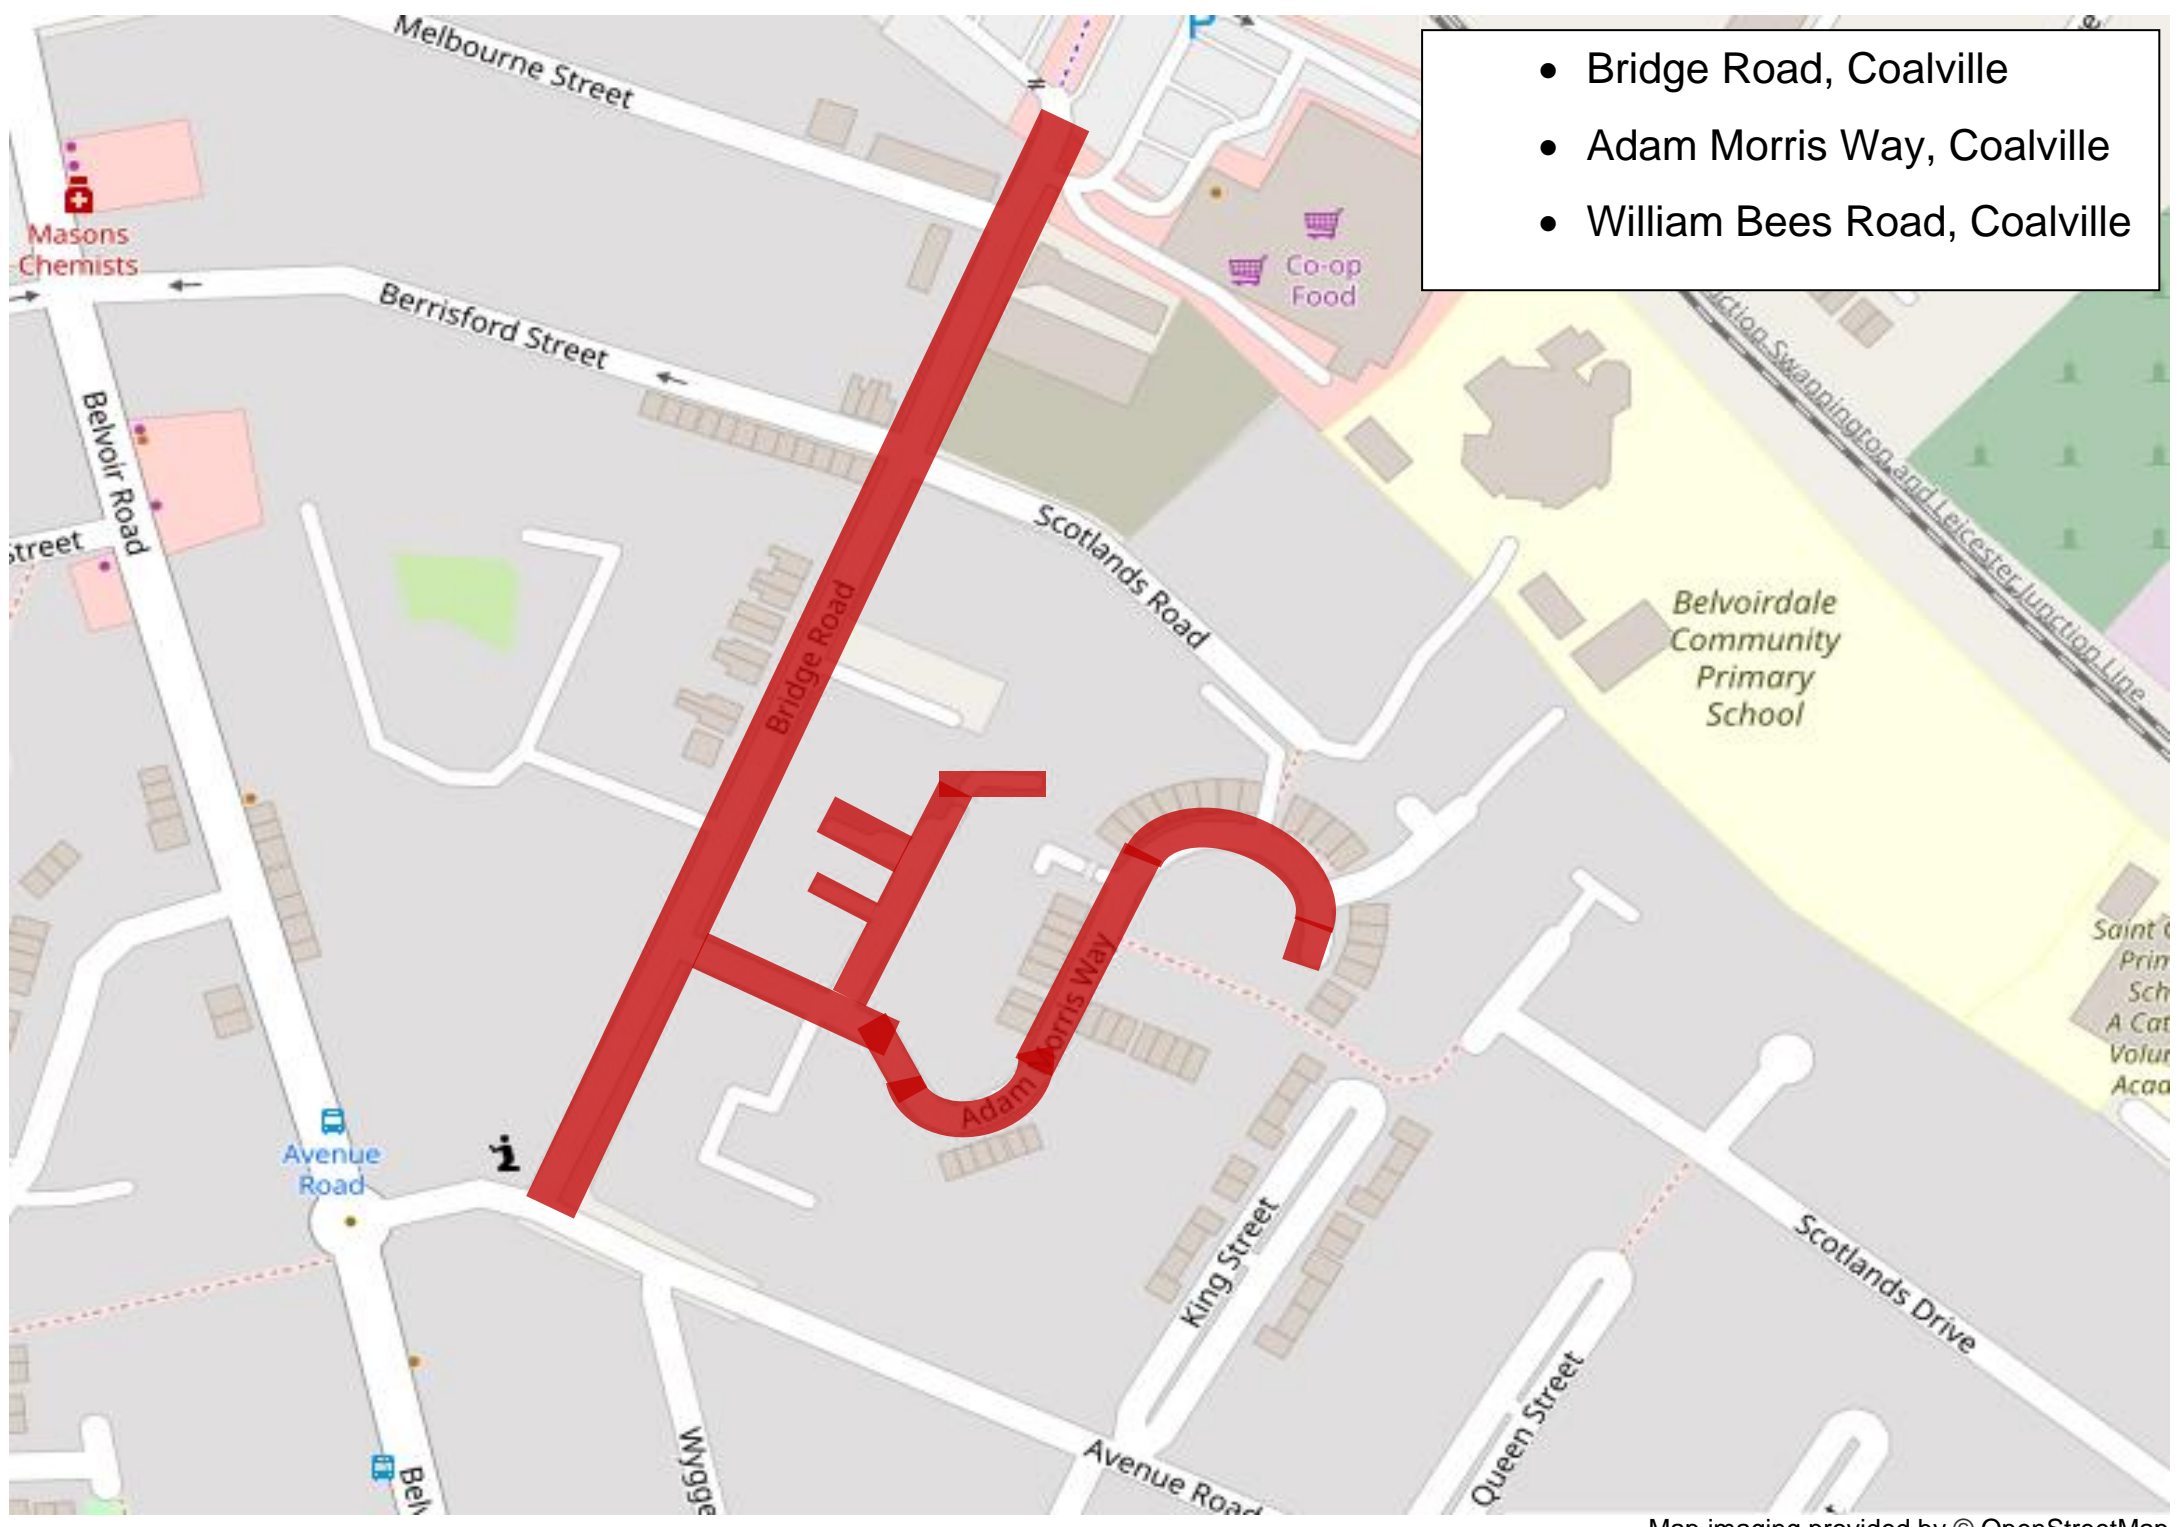 Melbourne Street
• Bridge Road, Coalville
• Adam Morris Way, Coalville
• William Bees Road, Coalville
Masons
Chemists
Co-op
Food
Berrisford Street
Belvoir Road
Street
Scotlands Road
Bridge Road
Swannington and Leicester Junction Line
Belvoirdale
Community
Primary
School
Adam Morris Way
Saint
A
Avenue
Road
King Street
Scotlands Drive
Queen Street
Avenue Road
Map imaging provided by © OpenStreetMap